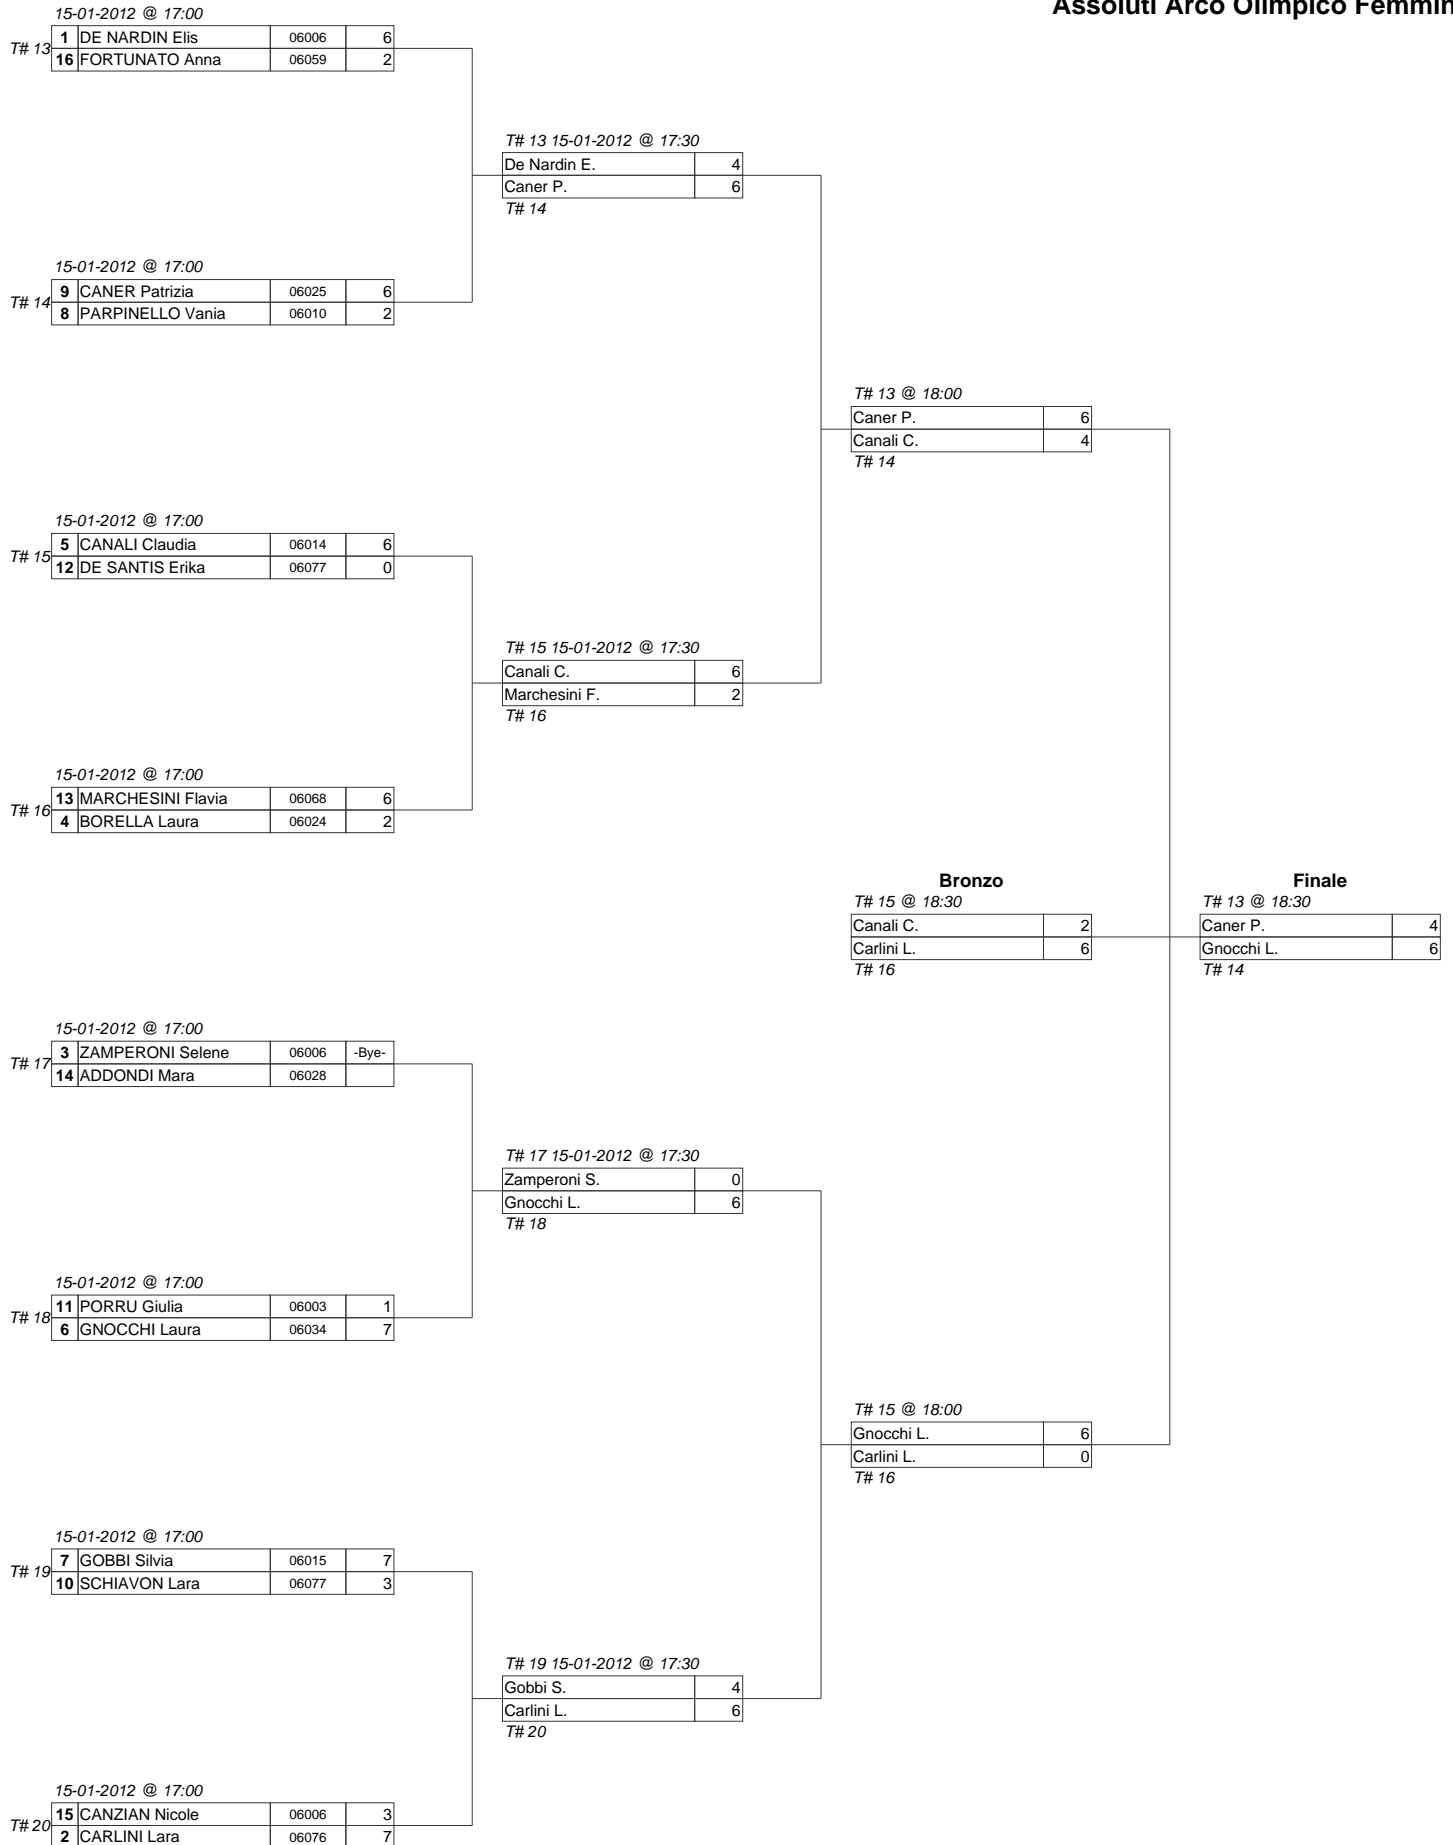 Assoluti Arco Olimpico Femmin
15-01-2012 @ 17:00
T# 13
1 DE NARDIN Elis 06006 6
16 FORTUNATO Anna 06059 2
T# 13 15-01-2012 @ 17:30
De Nardin E. 4
Caner P. 6
T# 14
15-01-2012 @ 17:00
T# 14
9 CANER Patrizia 06025 6
8 PARPINELLO Vania 06010 2
T# 13 @ 18:00
Caner P. 6
Canali C. 4
T# 14
15-01-2012 @ 17:00
T# 15
5 CANALI Claudia 06014 6
12 DE SANTIS Erika 06077 0
T# 15 15-01-2012 @ 17:30
Canali C. 6
Marchesini F. 2
T# 16
15-01-2012 @ 17:00
T# 16
13 MARCHESINI Flavia 06068 6
4 BORELLA Laura 06024 2
Bronzo
T# 15 @ 18:30
Canali C. 2
Carlini L. 6
T# 16
Finale
T# 13 @ 18:30
Caner P. 4
Gnocchi L. 6
T# 14
15-01-2012 @ 17:00
T# 17
3 ZAMPERONI Selene 06006 -Bye-
14 ADDONDI Mara 06028
T# 17 15-01-2012 @ 17:30
Zamperoni S. 0
Gnocchi L. 6
T# 18
15-01-2012 @ 17:00
T# 18
11 PORRU Giulia 06003 1
6 GNOCCHI Laura 06034 7
T# 15 @ 18:00
Gnocchi L. 6
Carlini L. 0
T# 16
15-01-2012 @ 17:00
T# 19
7 GOBBI Silvia 06015 7
10 SCHIAVON Lara 06077 3
T# 19 15-01-2012 @ 17:30
Gobbi S. 4
Carlini L. 6
T# 20
15-01-2012 @ 17:00
T# 20
15 CANZIAN Nicole 06006 3
2 CARLINI Lara 06076 7